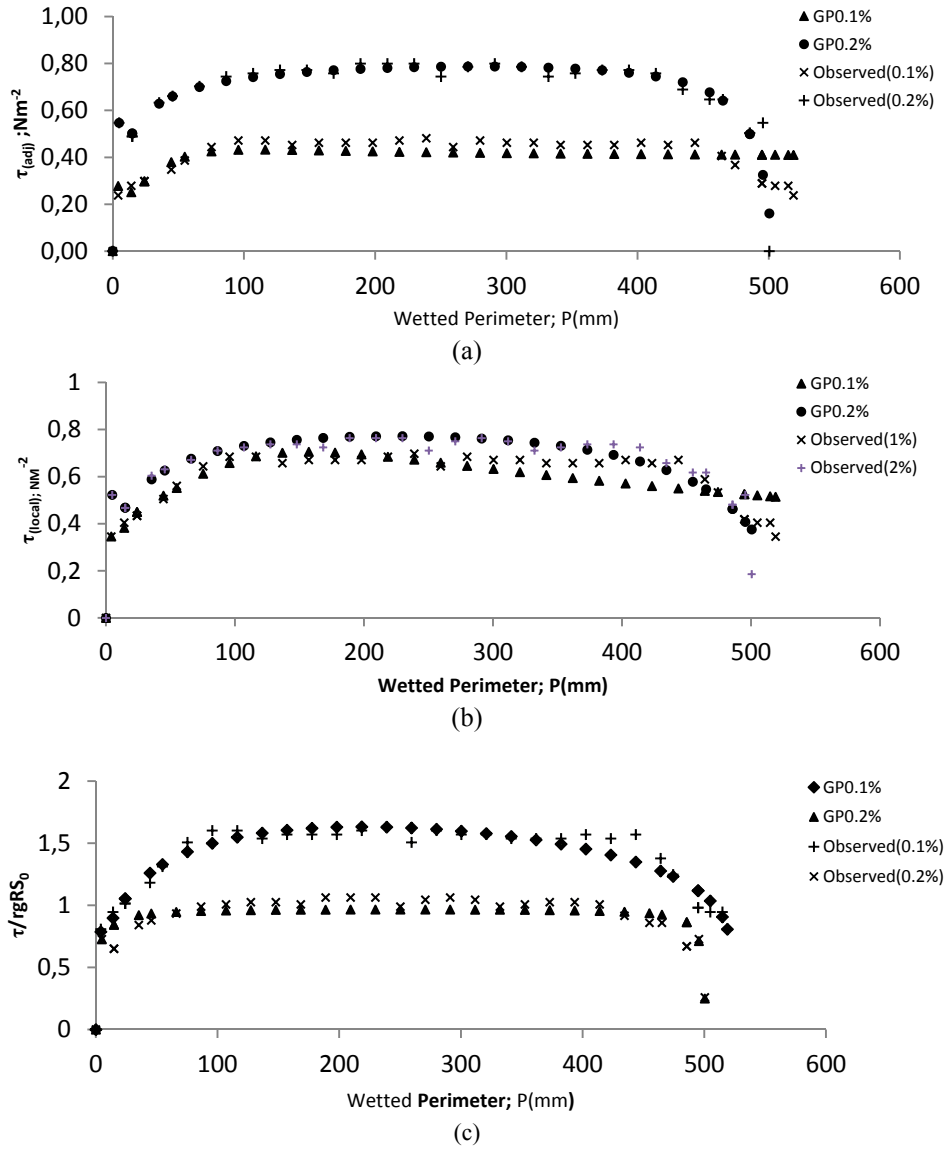 1,00
0,80
0,60
0,40
0,20
0,00
τ(adj) ;Nm-2
0 100 200 300 400 500 600
Wetted Perimeter; P(mm)
GP0.1%
GP0.2%
Observed(0.1%)
Observed(0.2%)
(a)
1
0,8
0,6
0,4
0,2
0
τ(local); NM-2
0 100 200 300 400 500 600
Wetted Perimeter; P(mm)
GP0.1%
GP0.2%
Observed(1%)
Observed(2%)
(b)
2
1,5
1
0,5
0
τ/rgRS0
0 100 200 300 400 500 600
Wetted Perimeter; P(mm)
GP0.1%
GP0.2%
Observed(0.1%)
Observed(0.2%)
(c)